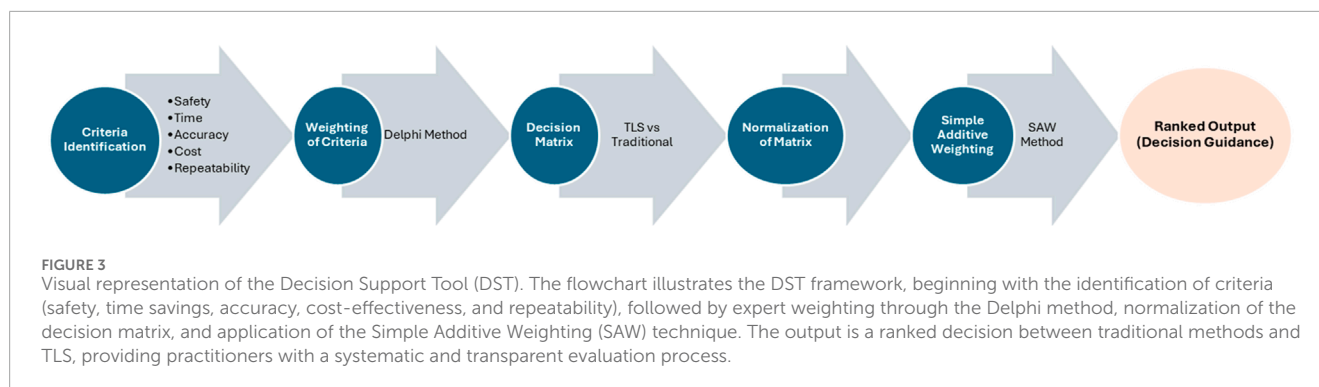 Criteria
Identification
•Safety
•Time
•Accuracy
•Cost
•Repeatability
Weighting
of Criteria
Delphi Method
Decision
Matrix
TLS vs
Traditional
Normalization
of Matrix
Simple
Additive
Weighting
SAW
Method
Ranked Output
(Decision Guidance)
FIGURE 3
Visual representation of the Decision Support Tool (DST). The flowchart illustrates the DST framework, beginning with the identification of criteria
(safety, time savings, accuracy, cost-effectiveness, and repeatability), followed by expert weighting through the Delphi method, normalization of the
decision matrix, and application of the Simple Additive Weighting (SAW) technique. The output is a ranked decision between traditional methods and
TLS, providing practitioners with a systematic and transparent evaluation process.